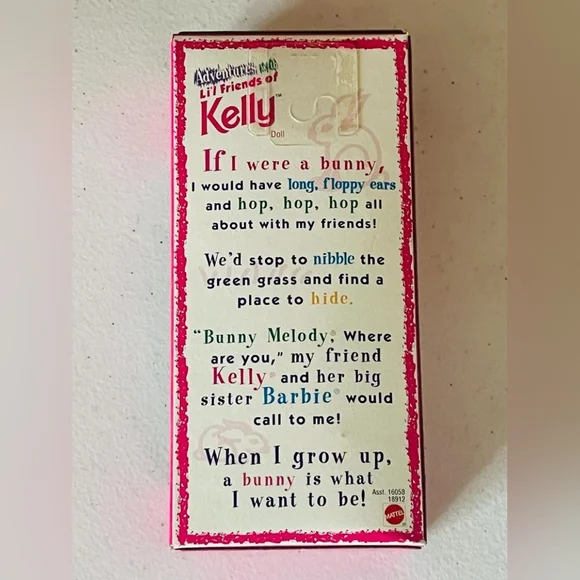 Adventures with
Li'l Friends of
Kelly™
Doll
If I were a bunny,
I would have long, floppy ears
and hop, hop, hop all
about with my friends!
We'd stop to nibble the
green grass and find a
place to hide.
"Bunny Melody, Where
are you," my friend
Kelly® and her big
sister Barbie® would
call to me!
When I grow up,
a bunny is what
I want to be!
Asst. 16058
18912
MATTEL